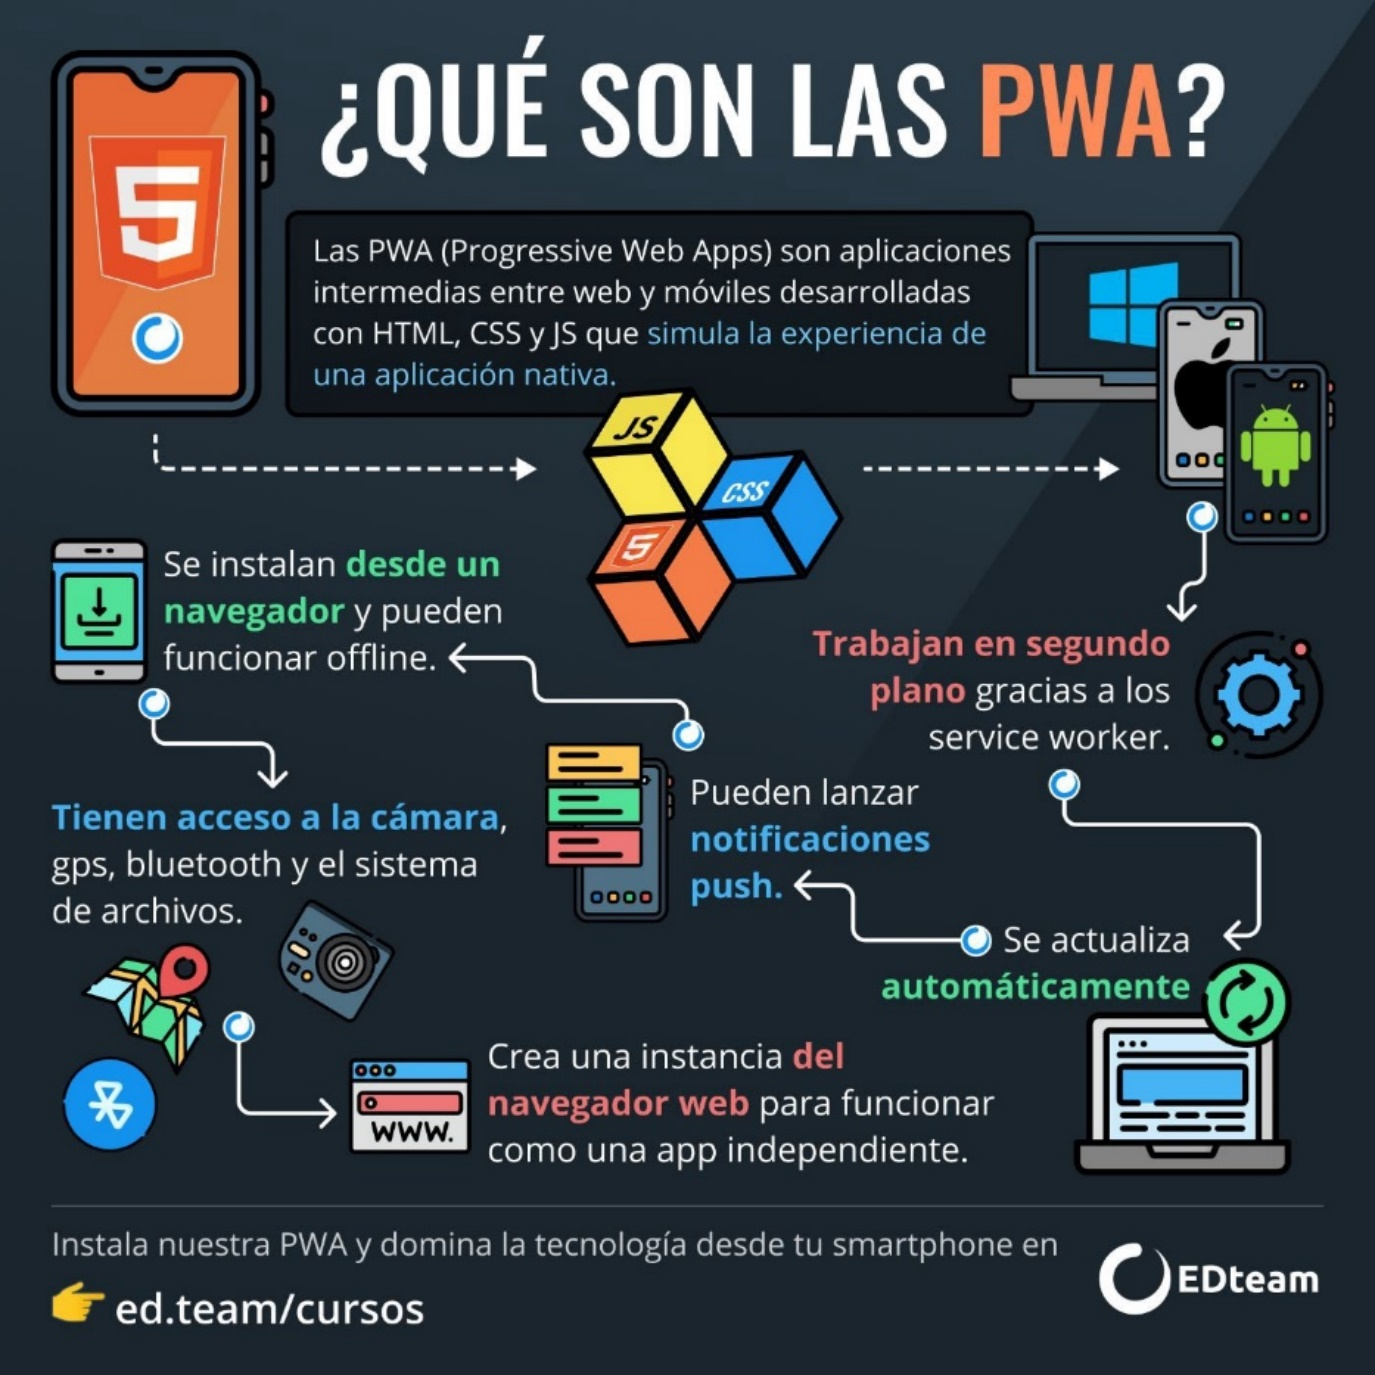 ¿QUÉ SON LAS PWA?
Las PWA (Progressive Web Apps) son aplicaciones
intermedias entre web y móviles desarrolladas
con HTML, CSS y JS que simula la experiencia de
una aplicación nativa.
JS
CSS
5
5
Trabajan en segundo
plano gracias a los
service worker.
Se actualiza
automáticamente
Pueden lanzar
notificaciones
push.
Se instalan desde un
navegador y pueden
funcionar offline.
Tienen acceso a la cámara,
gps, bluetooth y el sistema
de archivos.
WWW.
Crea una instancia del
navegador web para funcionar
como una app independiente.
Instala nuestra PWA y domina la tecnología desde tu smartphone en
ed.team/cursos
EDteam